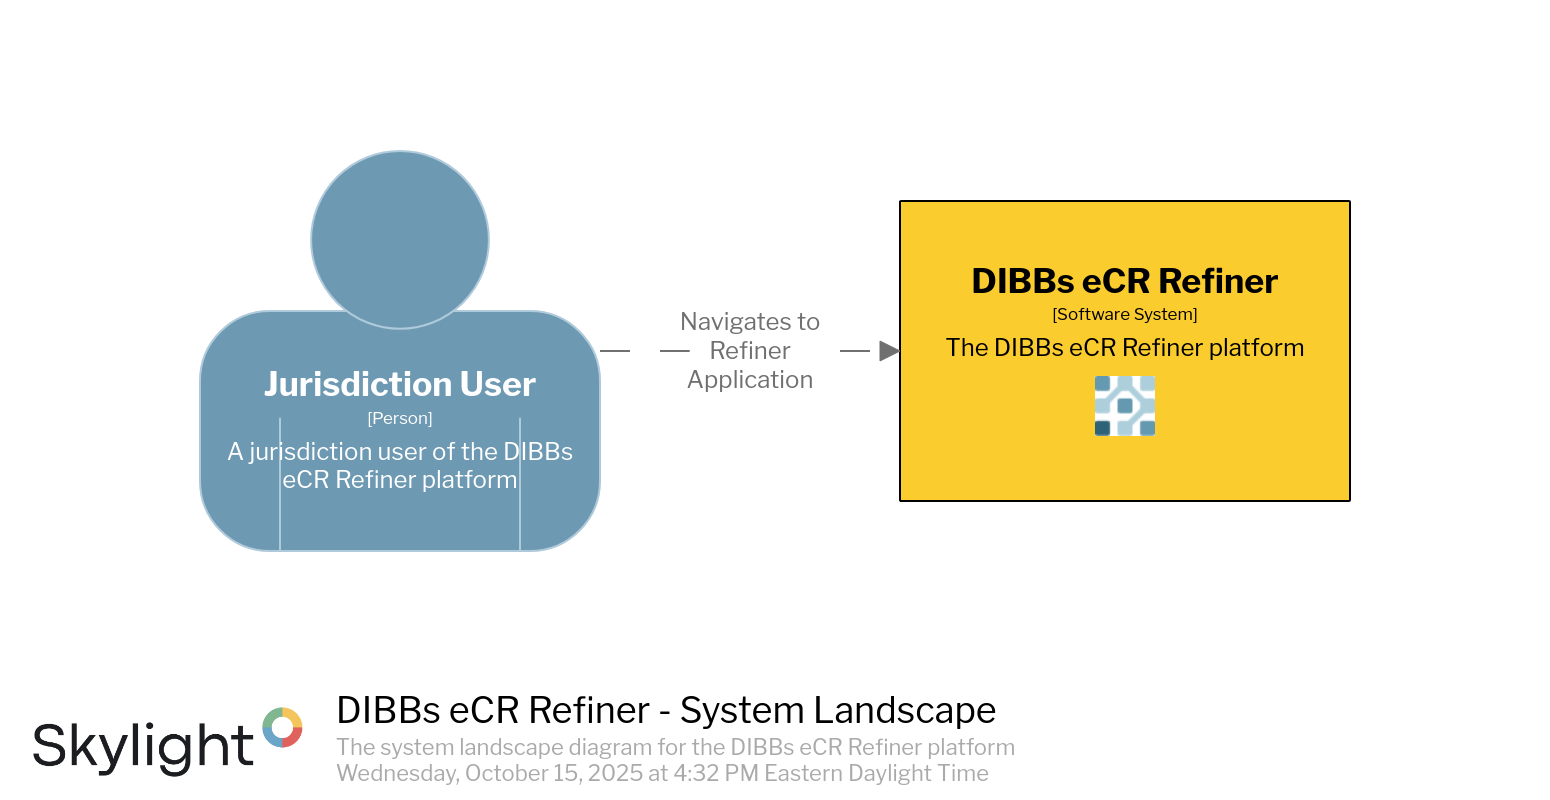 Jurisdiction User
[Person]
A jurisdiction user of the DIBBs
eCR Refiner platform
Navigates to
Refiner
Application
DIBBs eCR Refiner
[Software System]
The DIBBs eCR Refiner platform
Skylight
DIBBs eCR Refiner - System Landscape
The system landscape diagram for the DIBBs eCR Refiner platform
Wednesday, October 15, 2025 at 4:32 PM Eastern Daylight Time